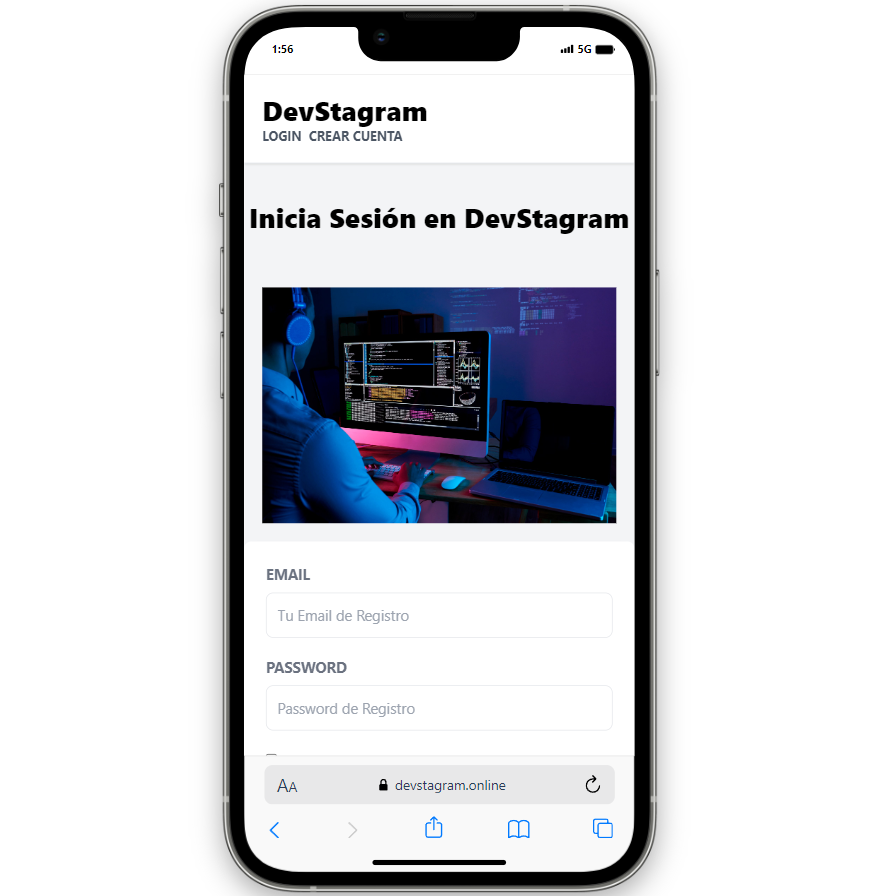 1:56 5G
DevStagram
LOGIN CREAR CUENTA
Inicia Sesión en DevStagram
EMAIL
Tu Email de Registro
PASSWORD
Password de Registro
AA devstagram.online